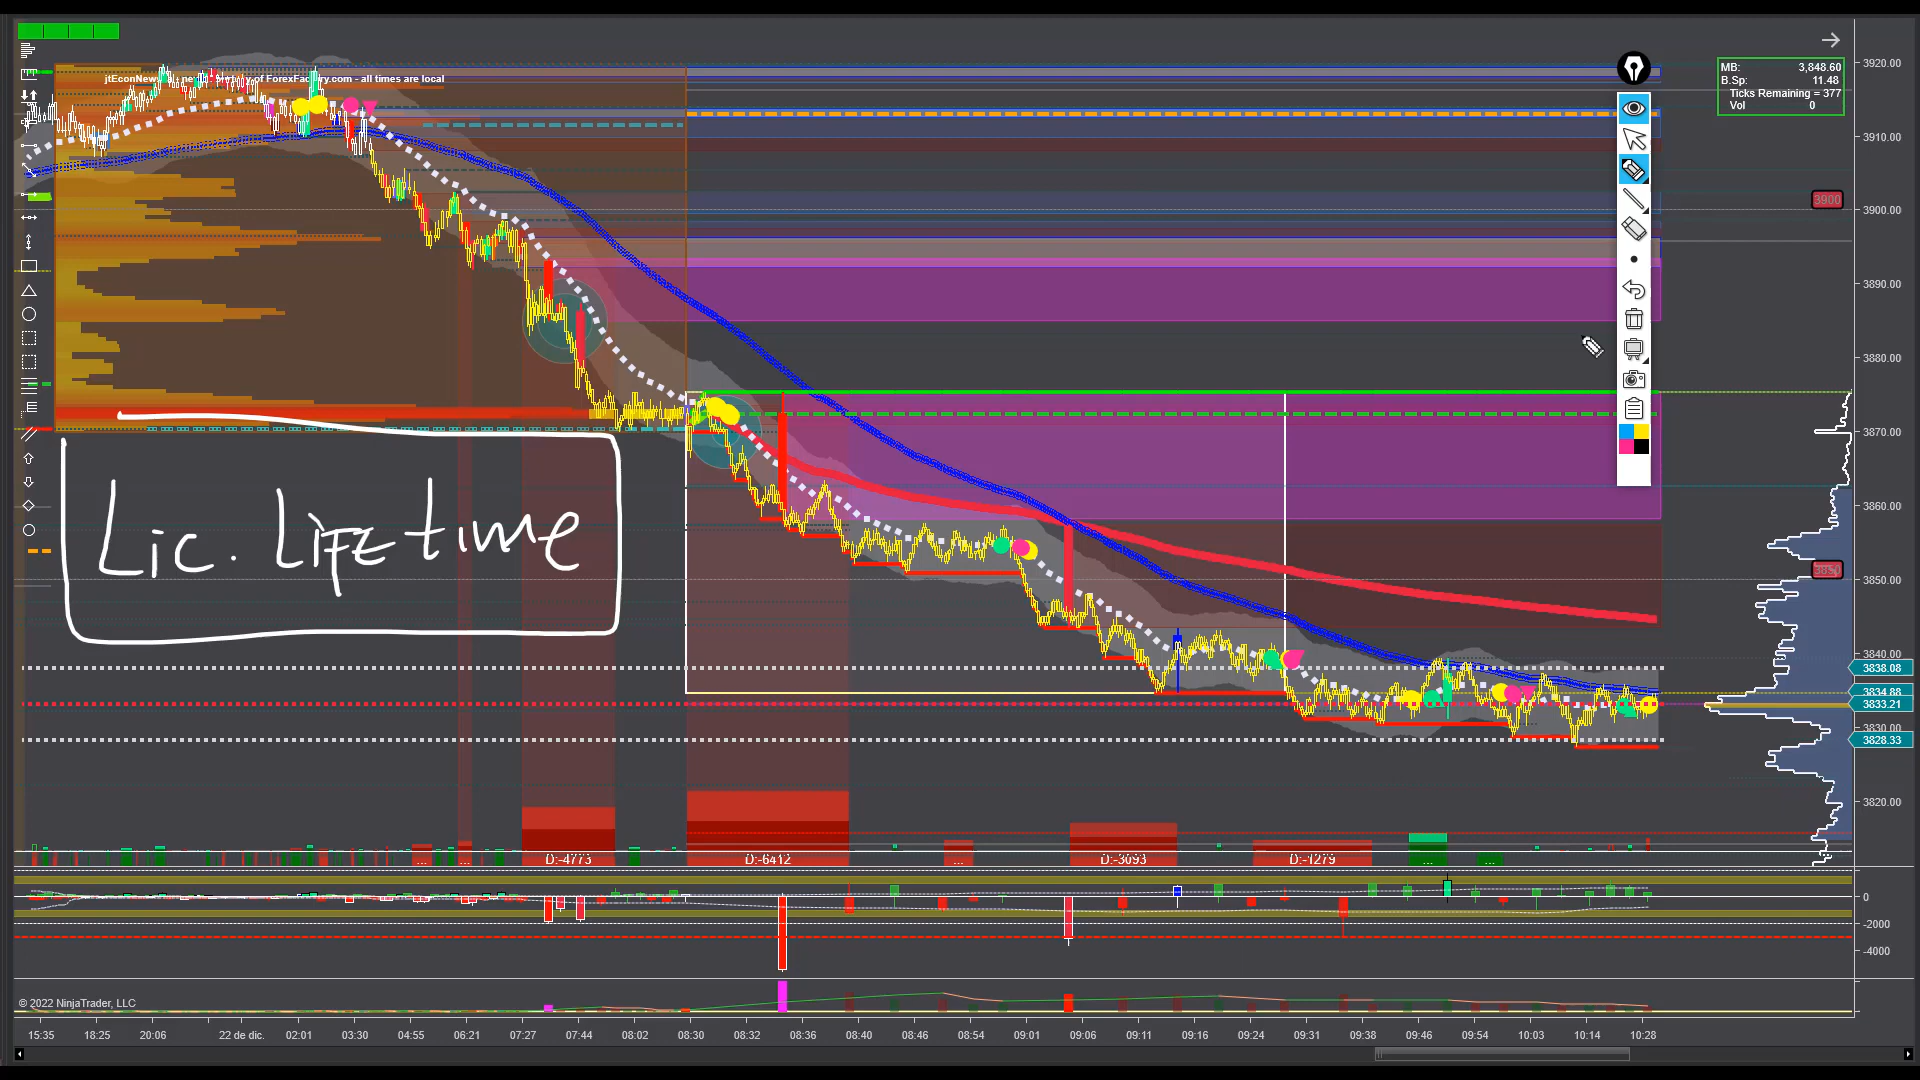 MB: 3,848.60
B.Sp: 11.48
Ticks Remaining = 377
Vol 0
3920.00
3910.00
3900
3900.00
3890.00
3880.00
3870.00
3860.00
3850
3850.00
3840.00
3838.08
3834.88
3833.21
3830.00
3828.33
3820.00
Lic. Lifetime
D:-4773
...
D:-6412
...
D:-3093
D:-1279
...
...
0
-2000
-4000
© 2022 NinjaTrader, LLC
15:35 18:25 20:06 22 de dic. 02:01 03:30 04:55 06:21 07:27 07:44 08:02 08:30 08:32 08:36 08:40 08:46 08:54 09:01 09:06 09:11 09:16 09:24 09:31 09:38 09:46 09:54 10:03 10:14 10:28